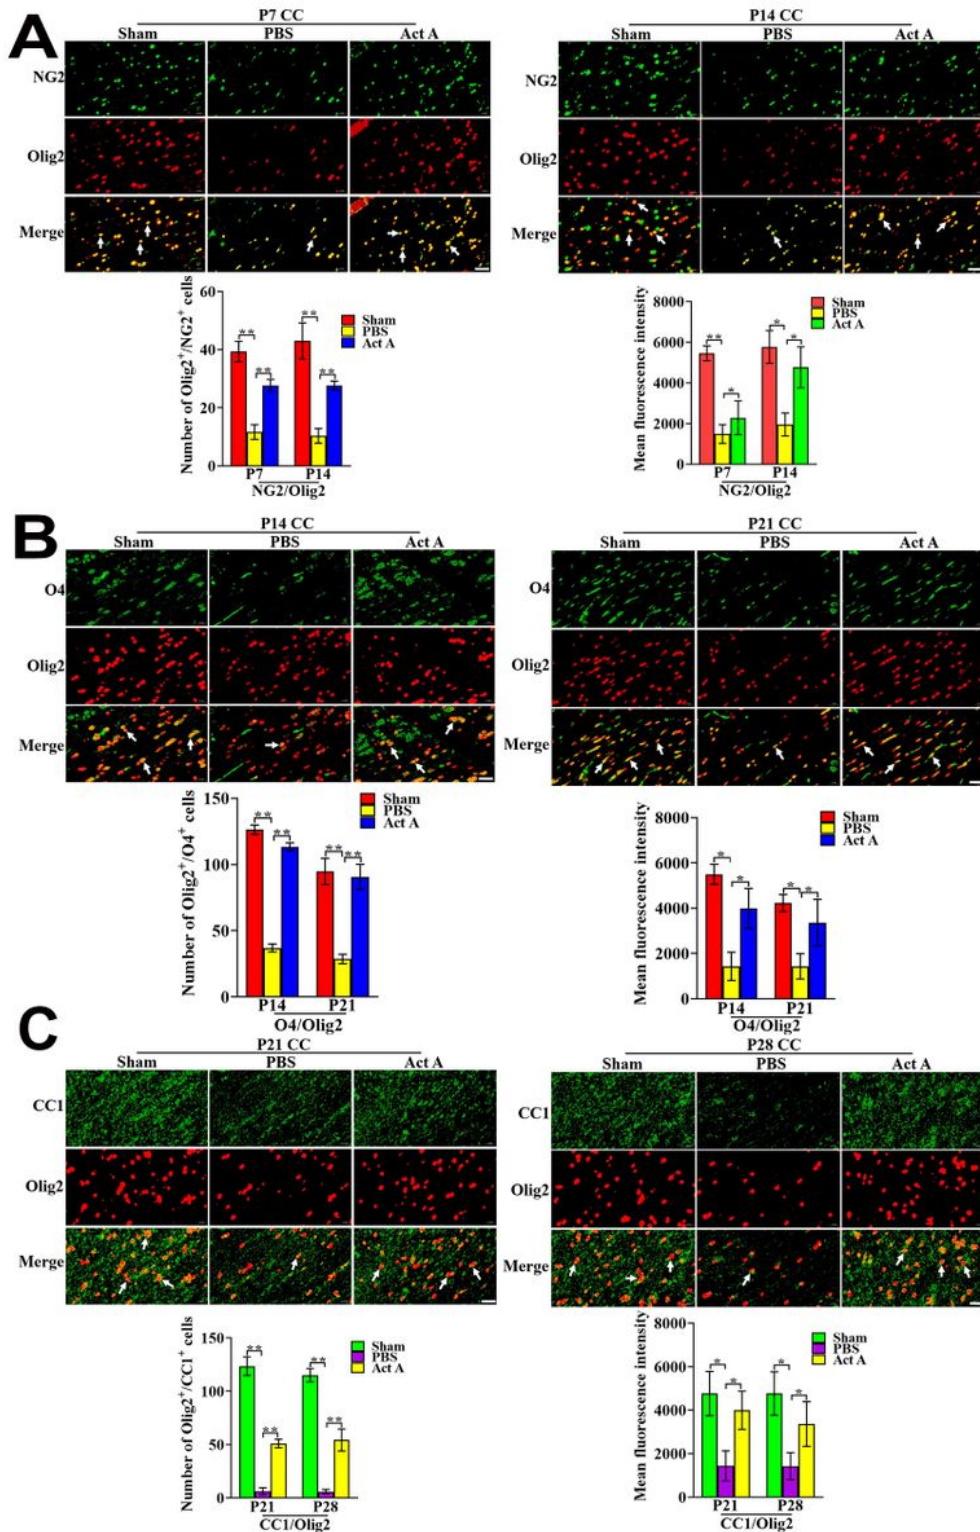 A
P7 CC
Sham PBS Act A
NG2
Olig2
Merge
P14 CC
Sham PBS Act A
NG2
Olig2
Merge
Number of Olig2⁺/NG2⁺ cells
60
40
20
0
** ** ** **
Sham
PBS
Act A
P7 P14
NG2/Olig2
Mean fluorescence intensity
8000
6000
4000
2000
0
** * * *
Sham
PBS
Act A
P7 P14
NG2/Olig2
B
P14 CC
Sham PBS Act A
O4
Olig2
Merge
P21 CC
Sham PBS Act A
O4
Olig2
Merge
Number of Olig2⁺/O4⁺ cells
150
100
50
0
** ** ** **
Sham
PBS
Act A
P14 P21
O4/Olig2
Mean fluorescence intensity
8000
6000
4000
2000
0
* * * *
Sham
PBS
Act A
P14 P21
O4/Olig2
C
P21 CC
Sham PBS Act A
CC1
Olig2
Merge
P28 CC
Sham PBS Act A
CC1
Olig2
Merge
Number of Olig2⁺/CC1⁺ cells
150
100
50
0
** ** ** **
Sham
PBS
Act A
P21 P28
CC1/Olig2
Mean fluorescence intensity
8000
6000
4000
2000
0
* * * *
Sham
PBS
Act A
P21 P28
CC1/Olig2